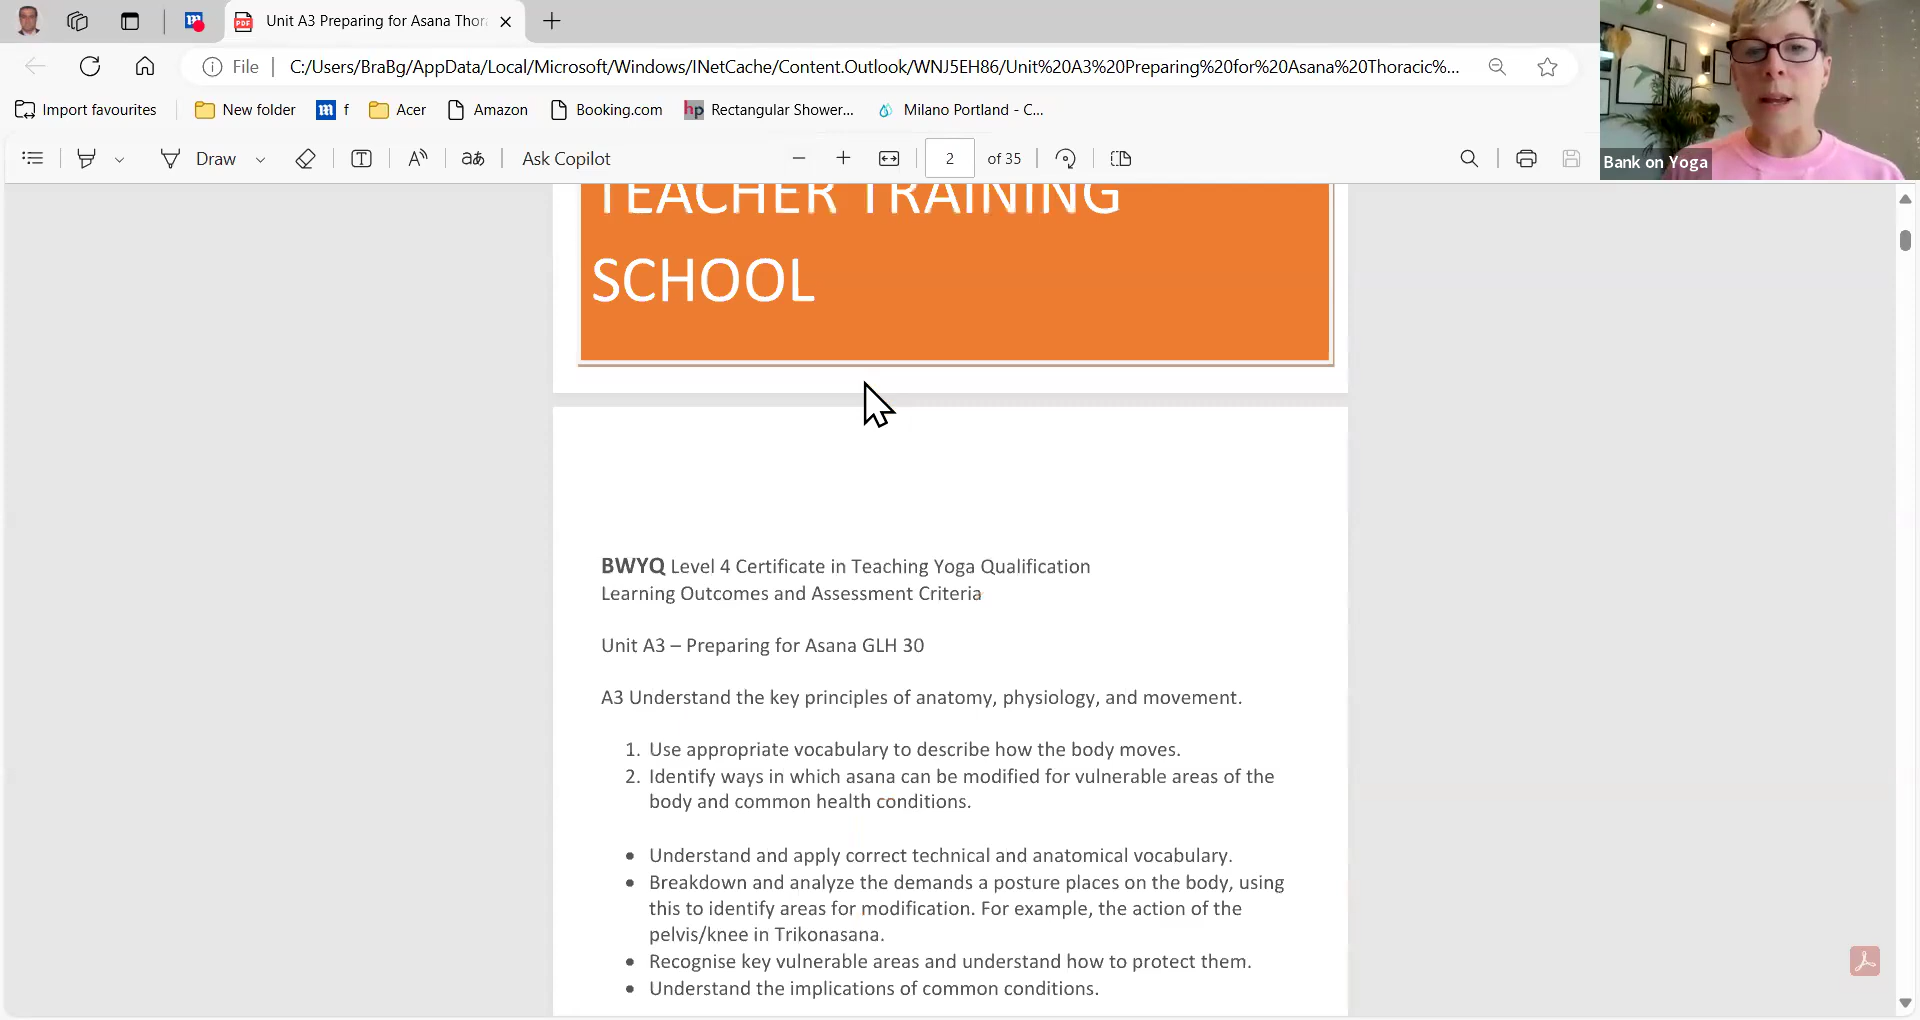 Unit A3 Preparing for Asana Thor
File
C:/Users/BraBg/AppData/Local/Microsoft/Windows/INetCache/Content.Outlook/WNJ5EH86/Unit%20A3%20Preparing%20for%20Asana%20Thoracic%...
Import favourites New folder f Acer Amazon Booking.com hp Rectangular Shower... Milano Portland - C...
Draw aあ Ask Copilot 2 of 35
Bank on Yoga
TEACHER TRAINING
SCHOOL
BWYQ Level 4 Certificate in Teaching Yoga Qualification
Learning Outcomes and Assessment Criteria
Unit A3 – Preparing for Asana GLH 30
A3 Understand the key principles of anatomy, physiology, and movement.
1. Use appropriate vocabulary to describe how the body moves.
2. Identify ways in which asana can be modified for vulnerable areas of the
body and common health conditions.
• Understand and apply correct technical and anatomical vocabulary.
• Breakdown and analyze the demands a posture places on the body, using
this to identify areas for modification. For example, the action of the
pelvis/knee in Trikonasana.
• Recognise key vulnerable areas and understand how to protect them.
• Understand the implications of common conditions.